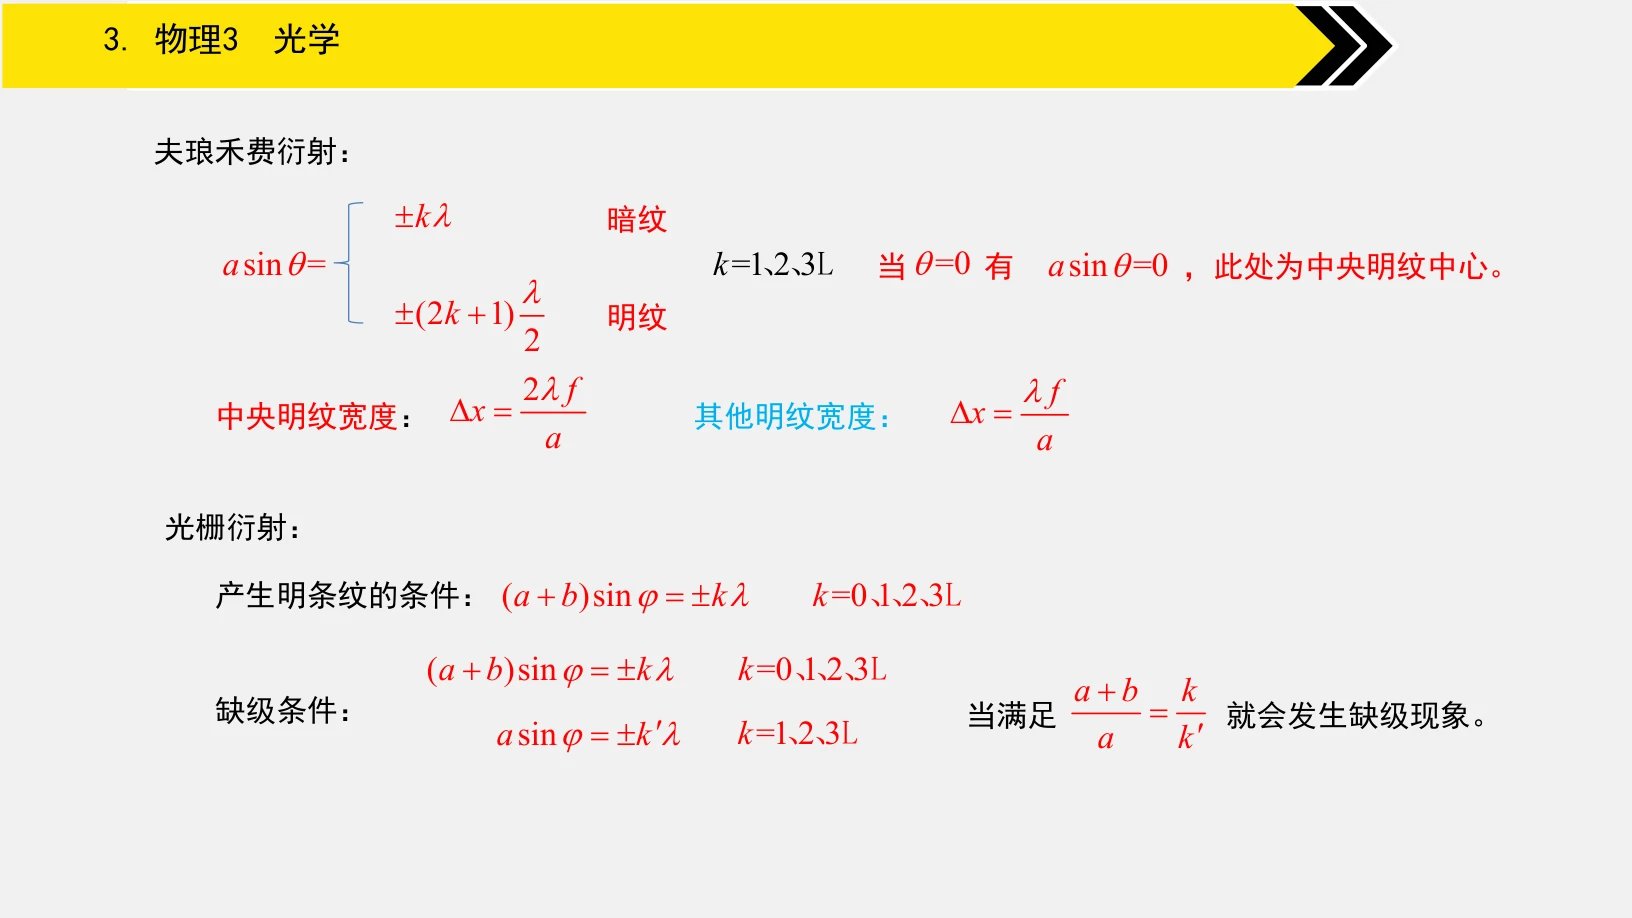 3. 物理3 光学
夫琅禾费衍射：
a sin θ= ±kλ 暗纹
±(2k+1)λ/2 明纹
k=1、2、3L 当 θ=0 有 a sin θ=0 ，此处为中央明纹中心。
中央明纹宽度： Δx = 2λf/a 其他明纹宽度： Δx = λf/a
光栅衍射：
产生明条纹的条件： (a+b)sin φ = ±kλ k=0、1、2、3L
缺级条件： (a+b)sin φ = ±kλ k=0、1、2、3L
a sin φ = ±k′λ k=1、2、3L
当满足 (a+b)/a = k/k′ 就会发生缺级现象。